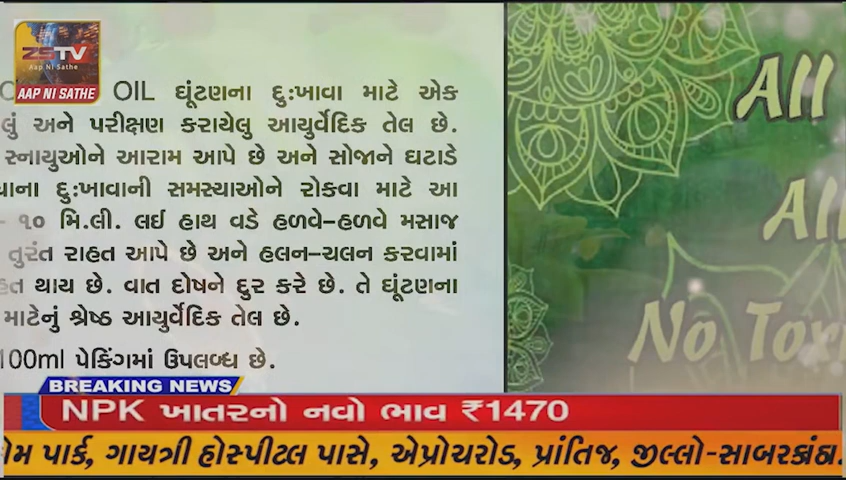 ZSTV
Aap Ni Sathe
AAP NI SATHE
OIL ઘૂંટણના દુઃખાવા માટે એક
અને પરીક્ષણ કરાયેલુ આયુર્વેદિક તેલ છે.
સ્નાયુઓને આરામ આપે છે અને સોજાને ઘટાડે
દુઃખાવાની સમસ્યાઓને રોકવા માટે આ
- ૧૦ મિ.લી. લઈ હાથ વડે હળવે-હળવે મસાજ
તુરંત રાહત આપે છે અને હલન-ચલન કરવામાં
થાય છે. વાત દોષને દુર કરે છે. તે ઘૂંટણના
માટેનું શ્રેષ્ઠ આયુર્વેદિક તેલ છે.
100ml પેકિંગમાં ઉપલબ્ધ છે.
All
All
No
BREAKING NEWS
NPK ખાતરનો નવો ભાવ ₹1470
પાર્ક, ગાયત્રી હોસ્પીટલ પાસે, એપ્રોચરોડ, પ્રાંતિજ, જીલ્લો-સાબરકાંઠા.